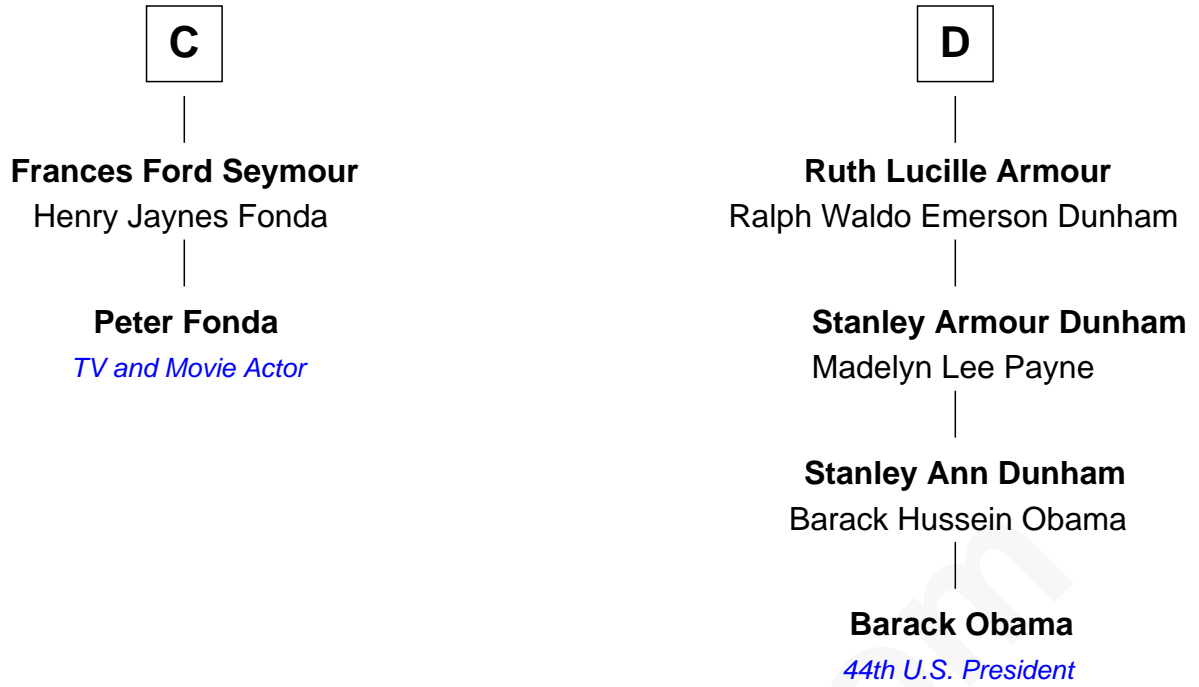 C
Frances Ford Seymour
Henry Jaynes Fonda
Peter Fonda
TV and Movie Actor
D
Ruth Lucille Armour
Ralph Waldo Emerson Dunham
Stanley Armour Dunham
Madelyn Lee Payne
Stanley Ann Dunham
Barack Hussein Obama
Barack Obama
44th U.S. President